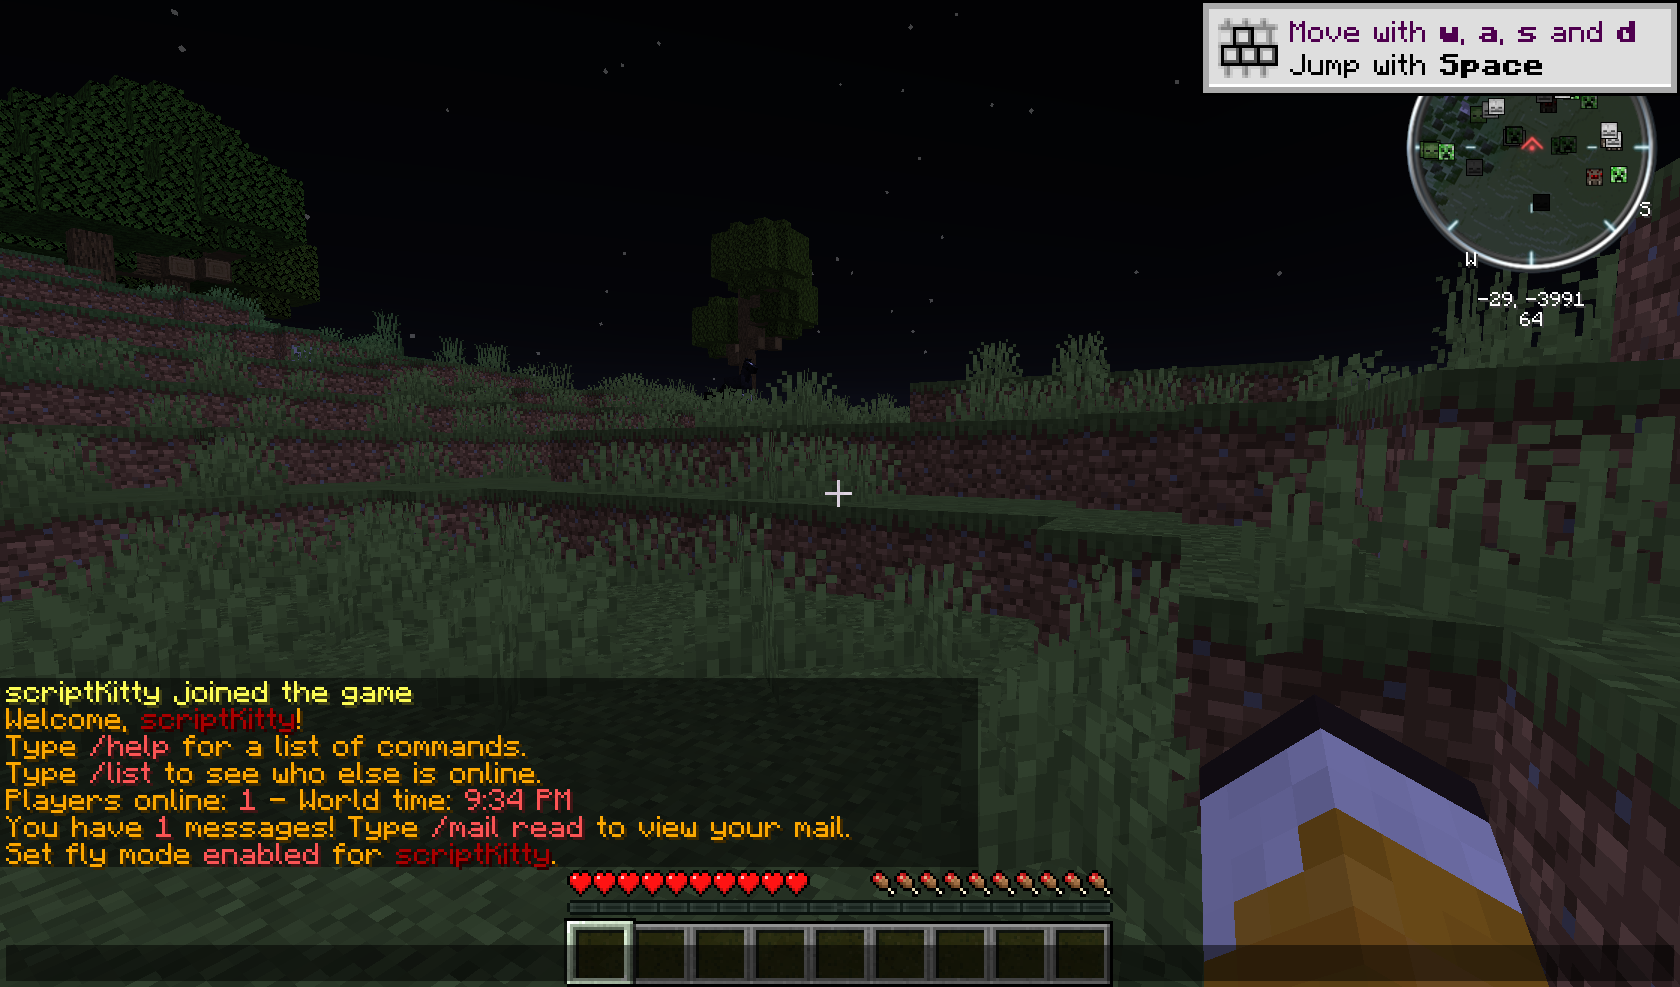 Move with w, a, s and d
Jump with Space
S
W
-29, -3991
64
scriptKitty joined the game
Welcome, scriptKitty!
Type /help for a list of commands.
Type /list to see who else is online.
Players online: 1 - World time: 9:34 PM
You have 1 messages! Type /mail read to view your mail.
Set fly mode enabled for scriptKitty.